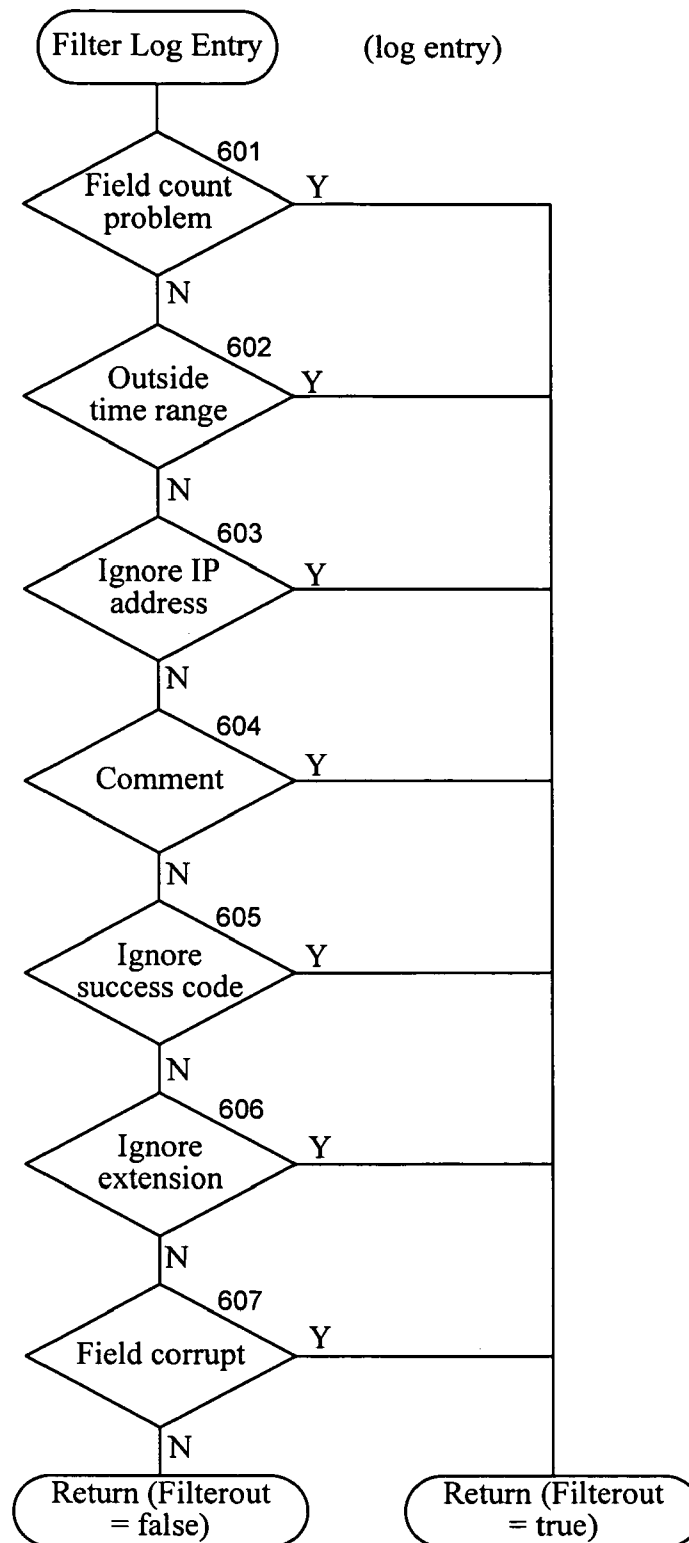 Filter Log Entry
(log entry)
601
Field count
problem
Y
N
602
Outside
time range
Y
N
603
Ignore IP
address
Y
N
604
Comment
Y
N
605
Ignore
success code
Y
N
606
Ignore
extension
Y
N
607
Field corrupt
Y
N
Return (Filterout
= false)
Return (Filterout
= true)